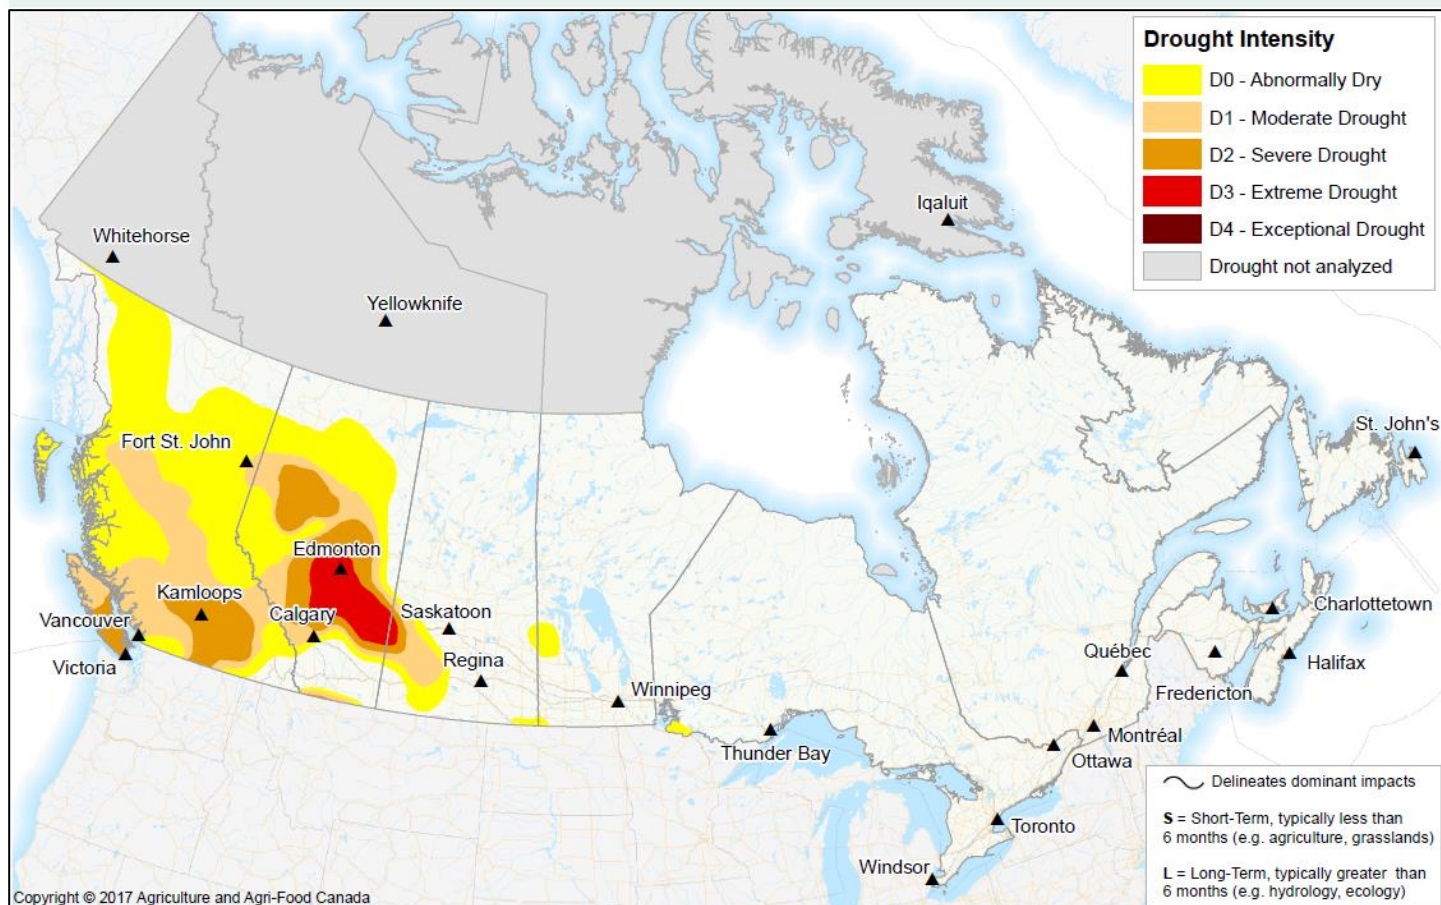 Drought Intensity
D0 - Abnormally Dry
D1 - Moderate Drought
D2 - Severe Drought
D3 - Extreme Drought
D4 - Exceptional Drought
Drought not analyzed
Iqaluit
Whitehorse
Yellowknife
Fort St. John
St. John's
Edmonton
Kamloops
Calgary
Saskatoon
Vancouver
Charlottetown
Victoria
Regina
Québec
Halifax
Winnipeg
Fredericton
Thunder Bay
Montréal
Ottawa
Toronto
Windsor
Delineates dominant impacts
S = Short-Term, typically less than
6 months (e.g. agriculture, grasslands)
L = Long-Term, typically greater than
6 months (e.g. hydrology, ecology)
Copyright © 2017 Agriculture and Agri-Food Canada